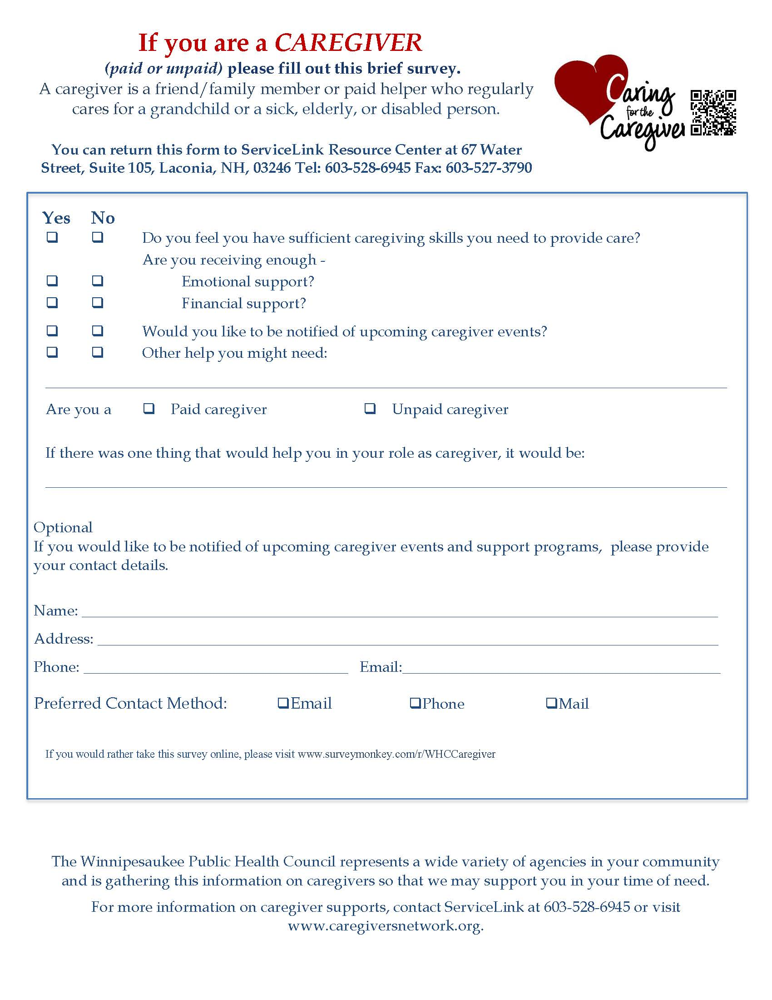 If you are a CAREGIVER
(paid or unpaid) please fill out this brief survey.
A caregiver is a friend/family member or paid helper who regularly
cares for a grandchild or a sick, elderly, or disabled person.
Caring
for the
Caregiver
You can return this form to ServiceLink Resource Center at 67 Water
Street, Suite 105, Laconia, NH, 03246 Tel: 603-528-6945 Fax: 603-527-3790
Yes No
❑ ❑ Do you feel you have sufficient caregiving skills you need to provide care?
Are you receiving enough -
❑ ❑ Emotional support?
❑ ❑ Financial support?
❑ ❑ Would you like to be notified of upcoming caregiver events?
❑ ❑ Other help you might need:
Are you a ❑ Paid caregiver ❑ Unpaid caregiver
If there was one thing that would help you in your role as caregiver, it would be:
Optional
If you would like to be notified of upcoming caregiver events and support programs, please provide
your contact details.
Name:
Address:
Phone: Email:
Preferred Contact Method: ❑Email ❑Phone ❑Mail
If you would rather take this survey online, please visit www.surveymonkey.com/r/WHCCaregiver
The Winnipesaukee Public Health Council represents a wide variety of agencies in your community
and is gathering this information on caregivers so that we may support you in your time of need.
For more information on caregiver supports, contact ServiceLink at 603-528-6945 or visit
www.caregiversnetwork.org.